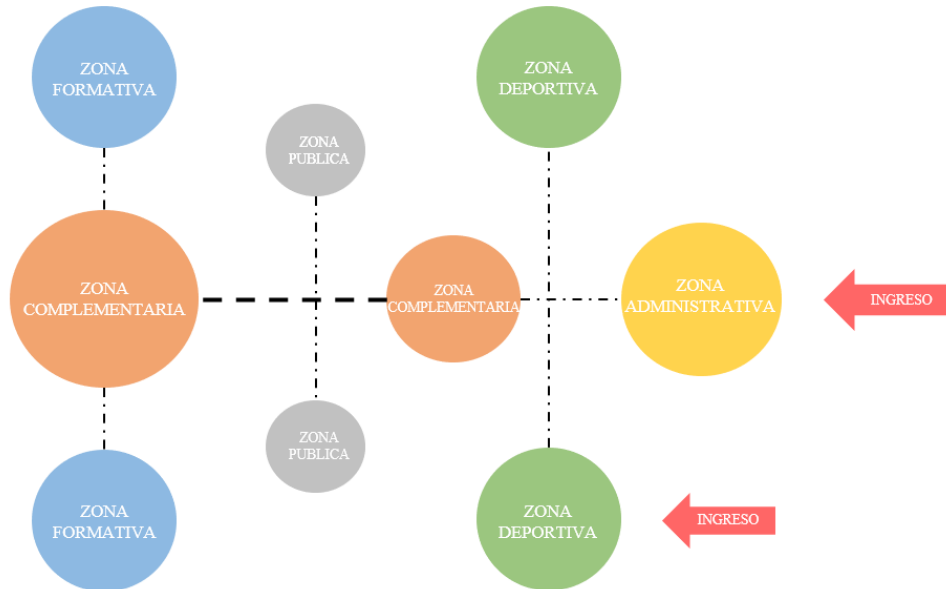 ZONA
FORMATIVA
ZONA
DEPORTIVA
ZONA
PUBLICA
ZONA
COMPLEMENTARIA
ZONA
COMPLEMENTARIA
ZONA
ADMINISTRATIVA
INGRESO
ZONA
PUBLICA
ZONA
FORMATIVA
ZONA
DEPORTIVA
INGRESO